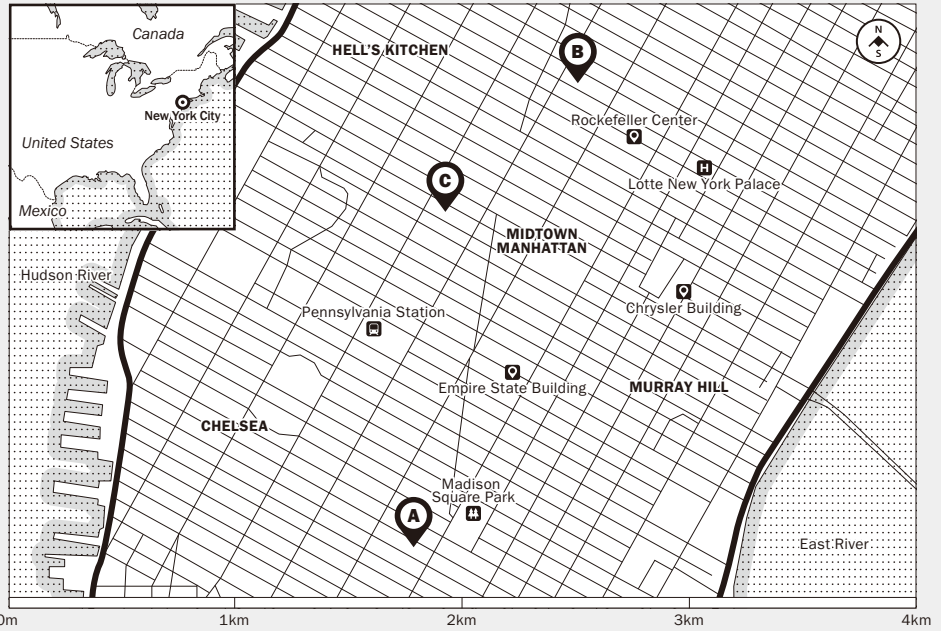 Canada
New York City
United States
Mexico
HELL'S KITCHEN
B
N
S
Rockefeller Center
H
Lotte New York Palace
C
MIDTOWN
MANHATTAN
Hudson River
Pennsylvania Station
Chrysler Building
Empire State Building
MURRAY HILL
CHELSEA
Madison
Square Park
A
East River
0m
1km
2km
3km
4km